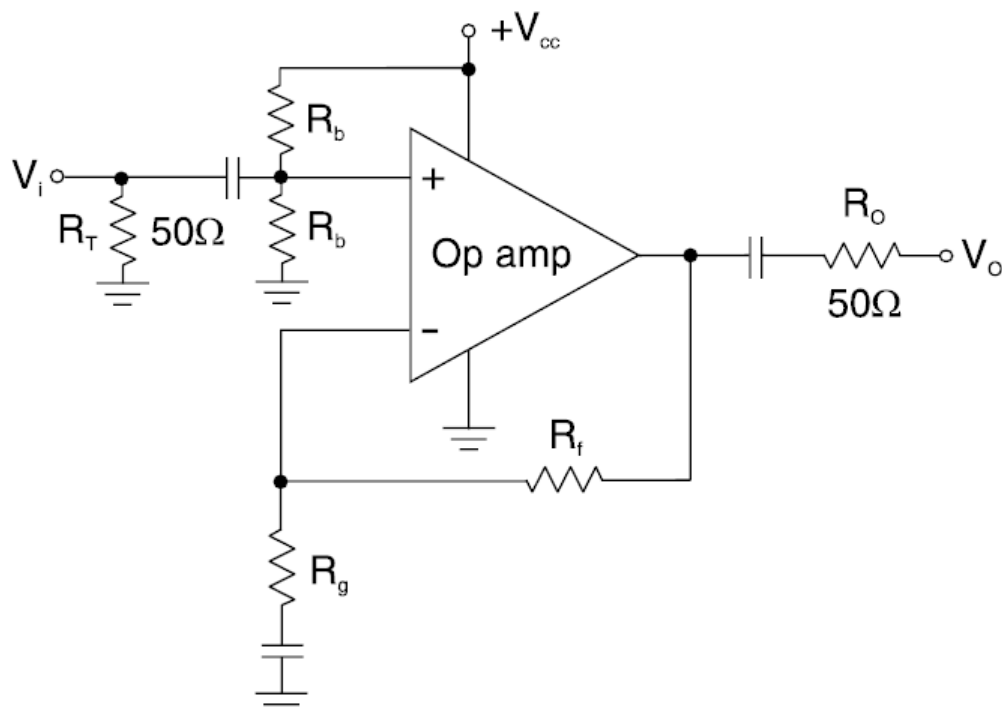 +Vcc
Rb
Vi
+
RT
50Ω
Rb
Op amp
RO
VO
50Ω
-
Rf
Rg